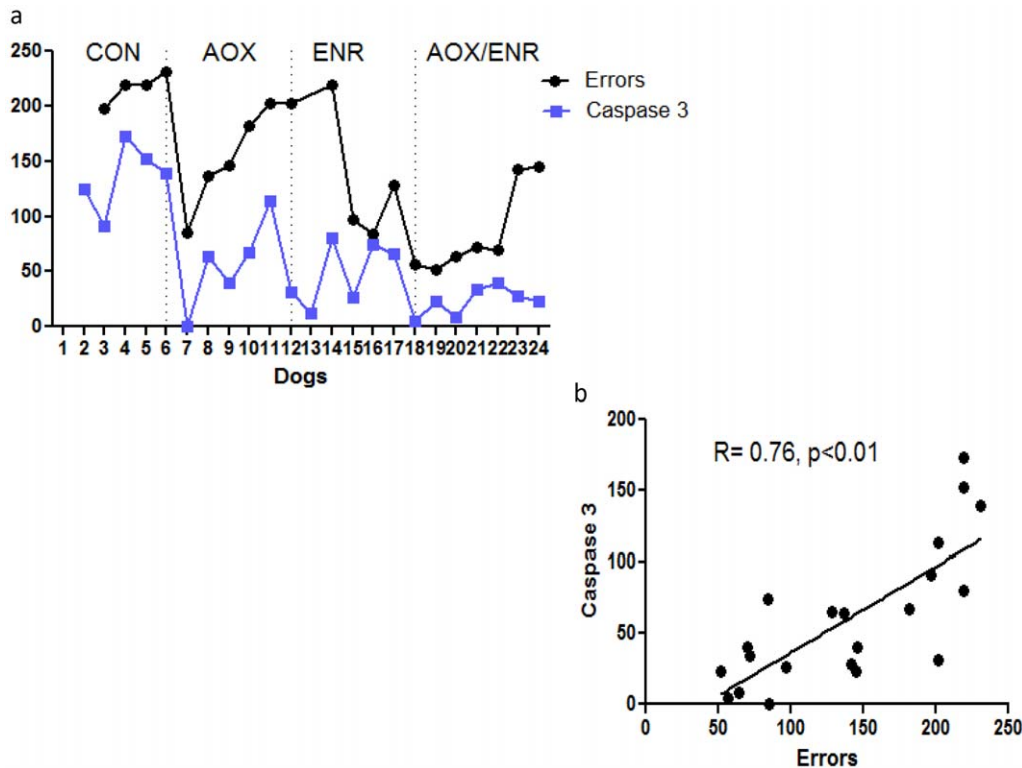 a
CON AOX ENR AOX/ENR
250
200
150
100
50
0
Errors
Caspase 3
1 2 3 4 5 6 7 8 9 10 11 12 13 14 15 16 17 18 19 20 21 22 23 24
Dogs
b
R= 0.76, p<0.01
Caspase 3
200
150
100
50
0
0 50 100 150 200 250
Errors